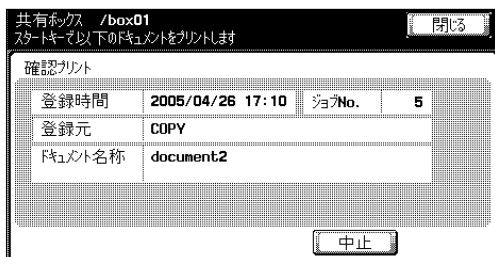 共有ボックス /box01
スタートキーで以下のドキュメントをプリントします
閉じる
確認プリント
登録時間 2005/04/26 17:10 ジョブNo. 5
登録元 COPY
ドキュメント名称 document2
中止